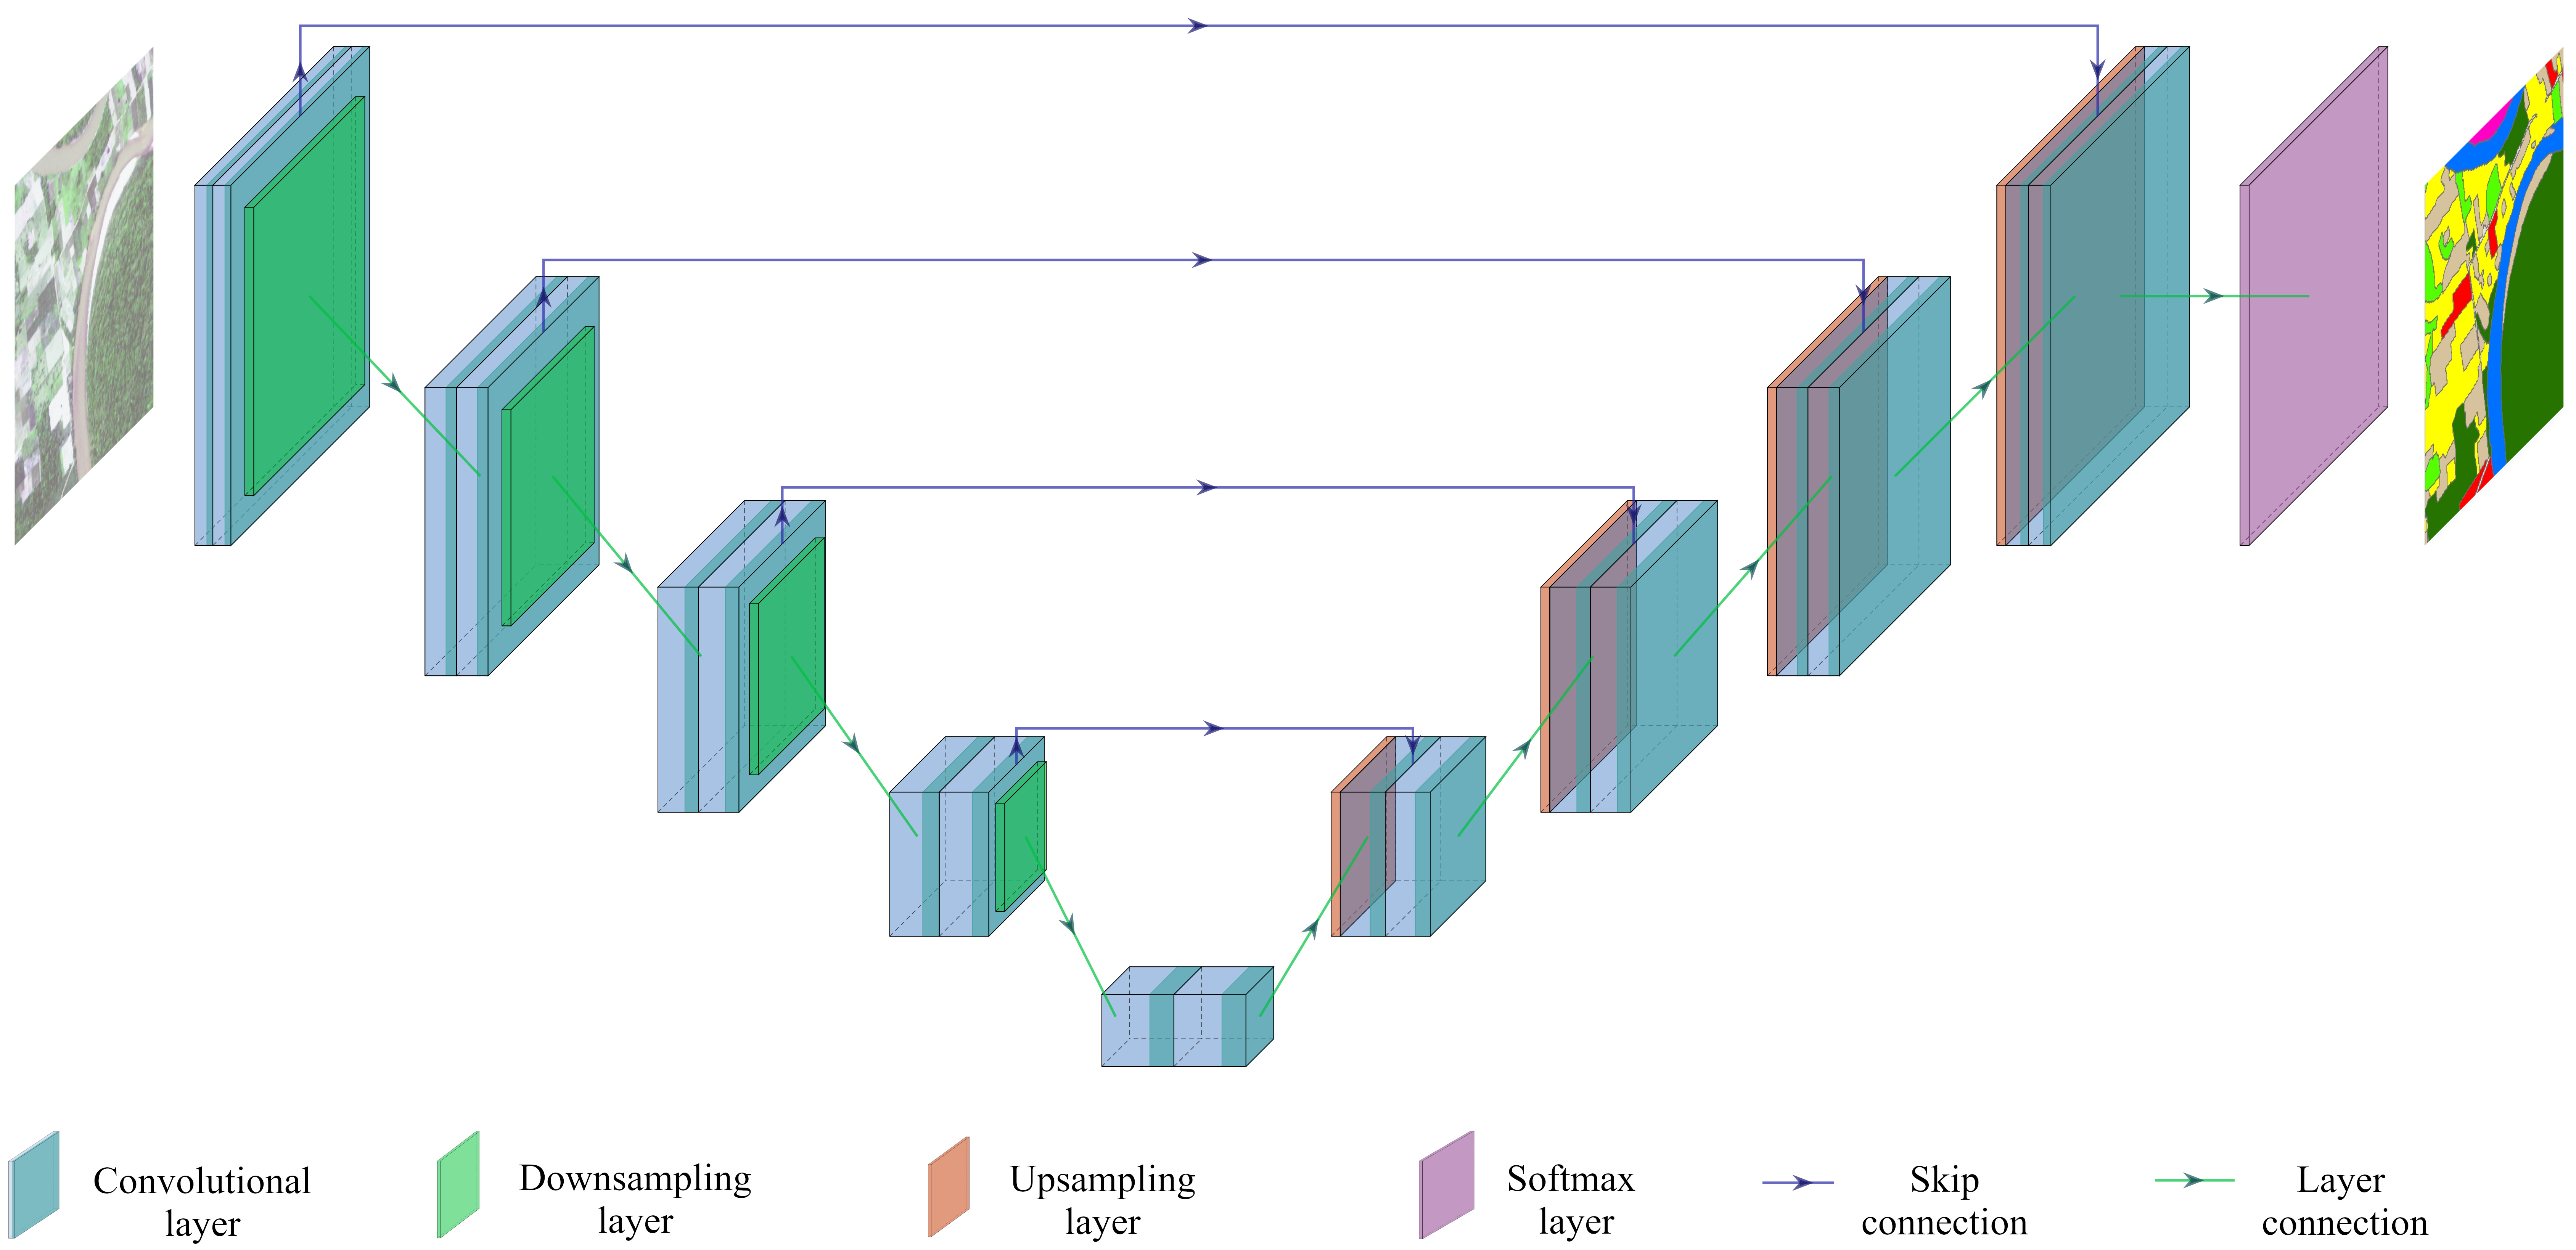 Convolutional
layer
Downsampling
layer
Upsampling
layer
Softmax
layer
Skip
connection
Layer
connection